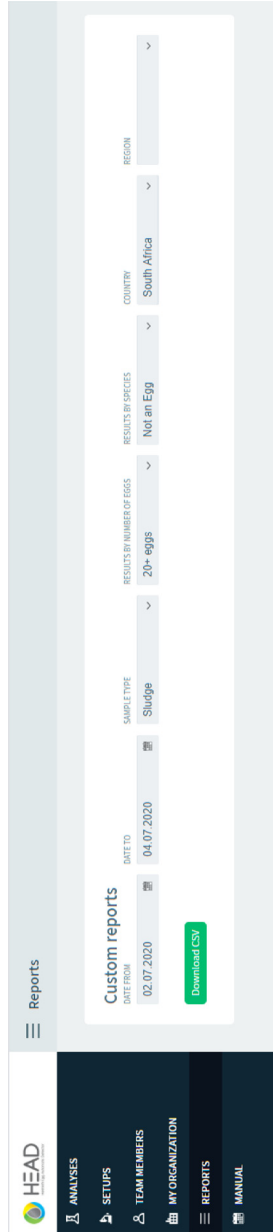 HEAD
ANALYSES
SETUPS
TEAM MEMBERS
MY ORGANIZATION
REPORTS
MANUAL
Reports
Custom reports
DATE FROM
DATE TO
SAMPLE TYPE
RESULTS BY NUMBER OF EGGS
RESULTS BY SPECIES
COUNTRY
REGION
02.07.2020
04.07.2020
Sludge
20+ eggs
Not an Egg
South Africa
Download CSV